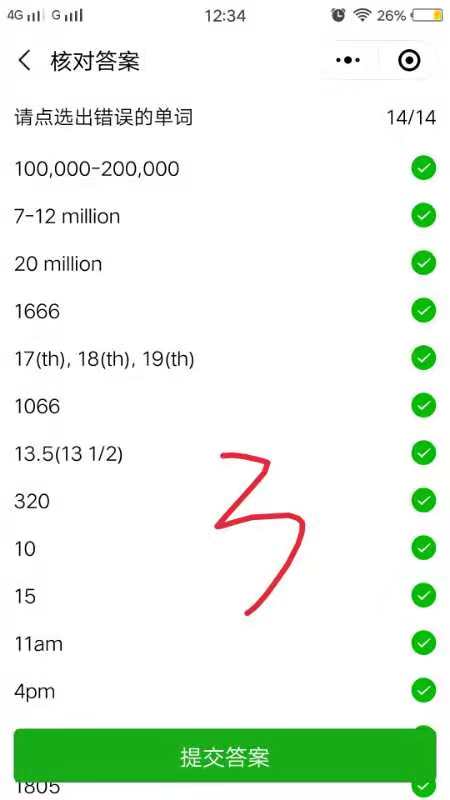 4G G 12:34 26%
核对答案
请点选出错误的单词 14/14
100,000-200,000
7-12 million
20 million
1666
17(th), 18(th), 19(th)
1066
13.5(13 1/2)
320
3
10
15
11am
4pm
提交答案
1805